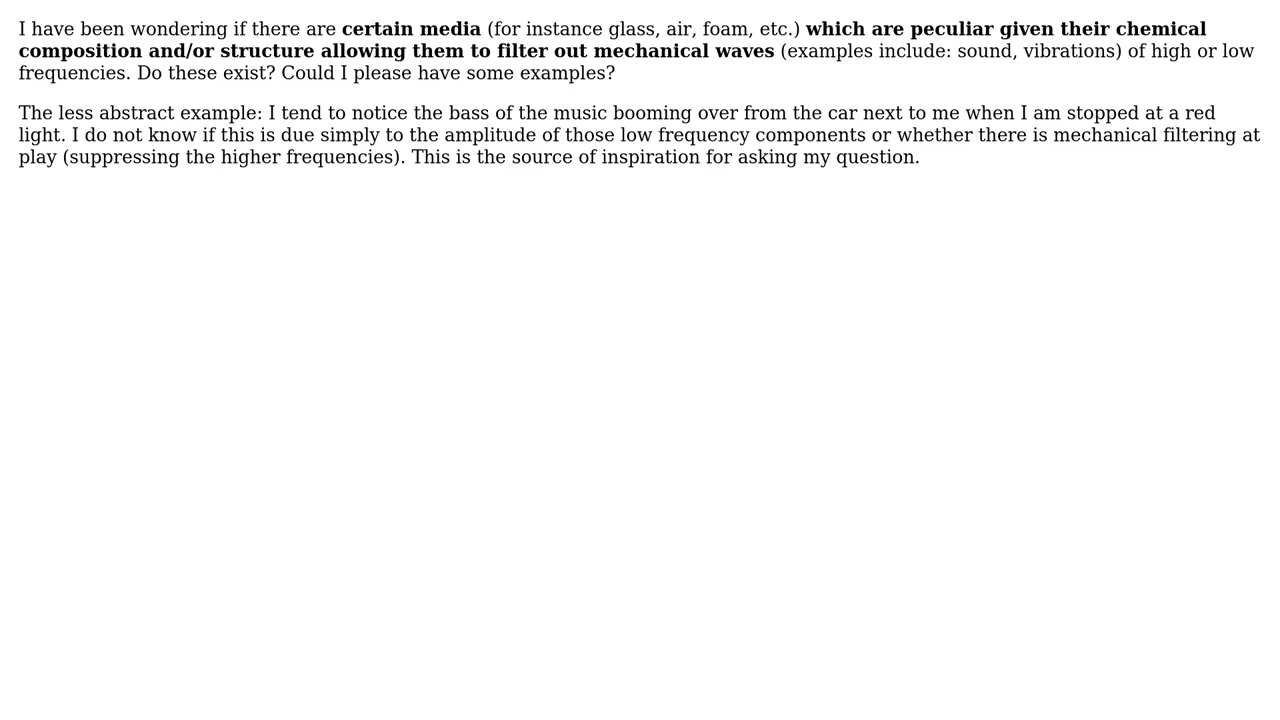 I have been wondering if there are certain media (for instance glass, air, foam, etc.) which are peculiar given their chemical
composition and/or structure allowing them to filter out mechanical waves (examples include: sound, vibrations) of high or low
frequencies. Do these exist? Could I please have some examples?
The less abstract example: I tend to notice the bass of the music booming over from the car next to me when I am stopped at a red
light. I do not know if this is due simply to the amplitude of those low frequency components or whether there is mechanical filtering at
play (suppressing the higher frequencies). This is the source of inspiration for asking my question.